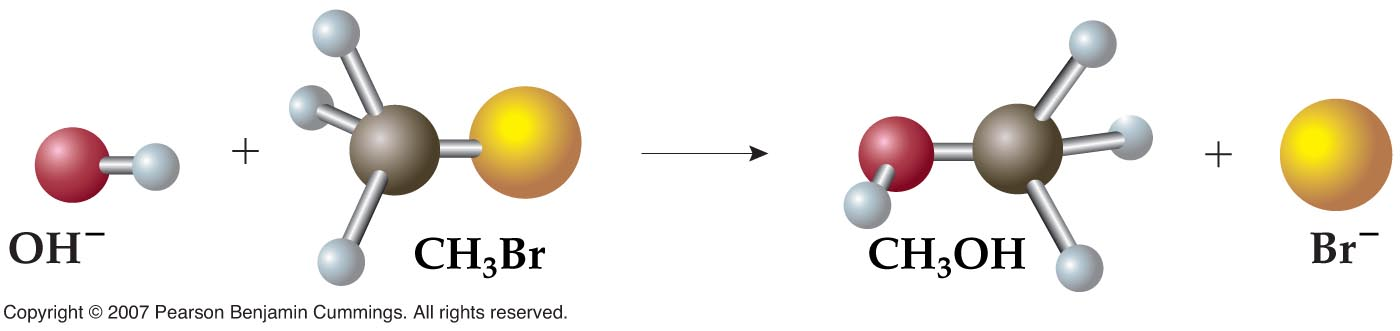 +
+
OH⁻
CH₃Br
CH₃OH
Br⁻
Copyright © 2007 Pearson Benjamin Cummings. All rights reserved.